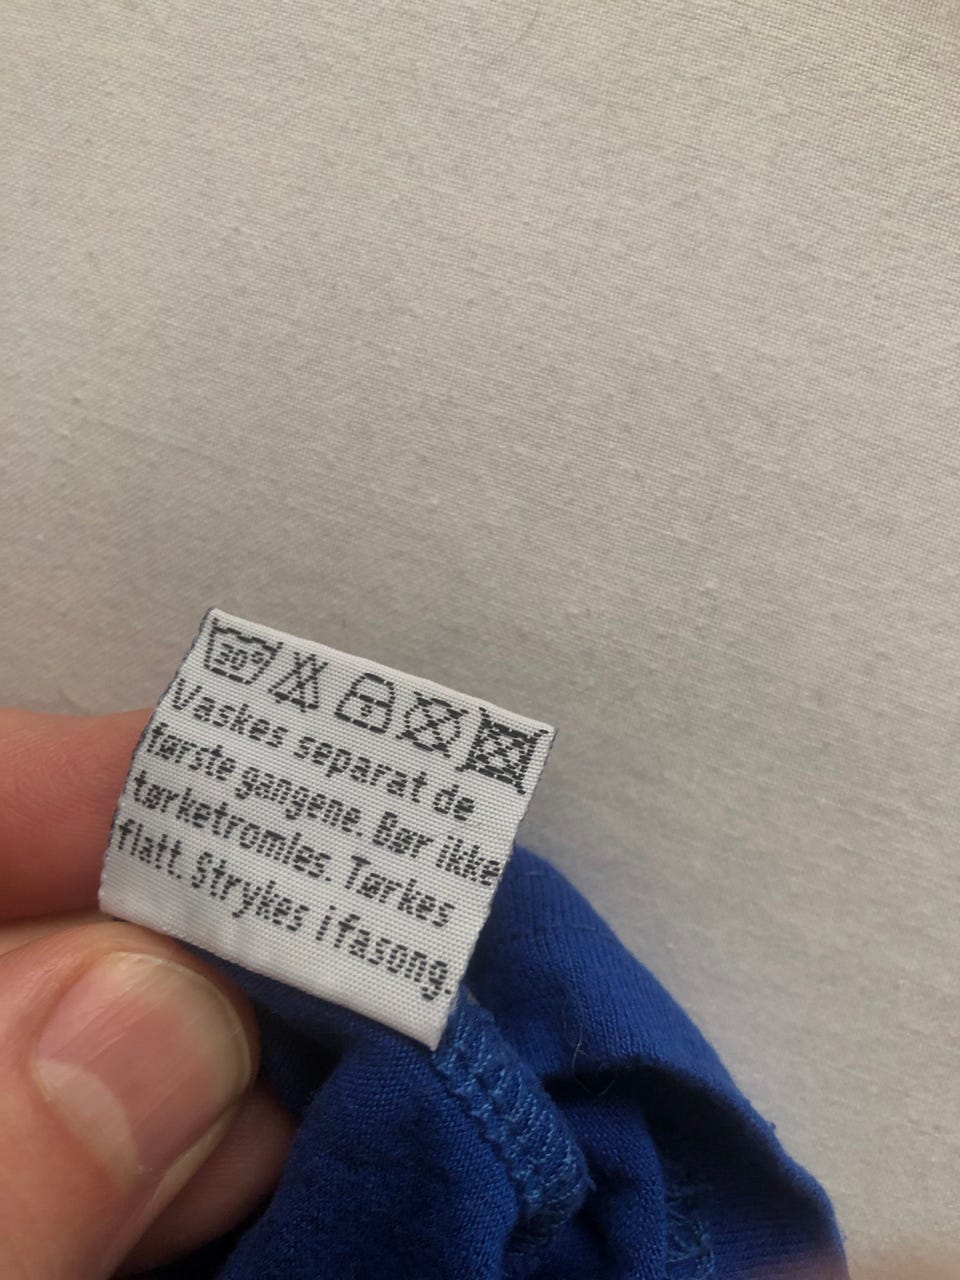 30°
Vaskes separat de
første gangene. Bør ikke
tørketromles. Tørkes
flatt. Strykes i fasong.